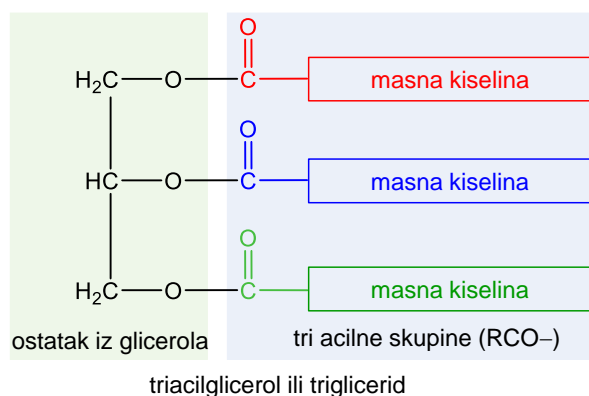 O
H₂C O C masna kiselina
O
HC O C masna kiselina
O
H₂C O C masna kiselina
ostatak iz glicerola tri acilne skupine (RCO–)
triacilglicerol ili triglicerid